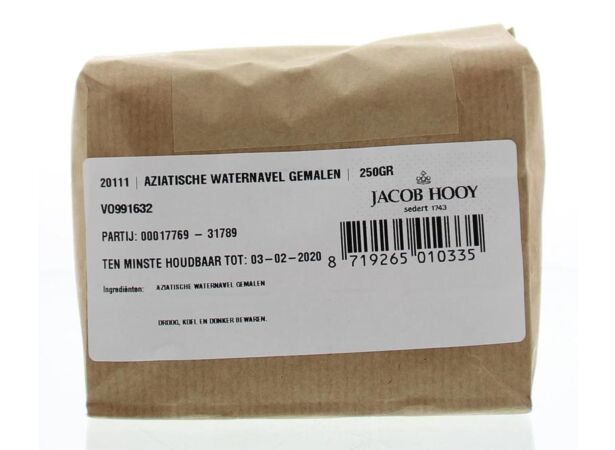 20111 | AZIATISCHE WATERNAVEL GEMALEN | 250GR
JACOB HOOY
sedert 1743
VO991632
PARTIJ: 00017769 - 31789
TEN MINSTE HOUDBAAR TOT: 03-02-2020
8 719265 010335
Ingrediënten: AZIATISCHE WATERNAVEL GEMALEN
DROOG, KOEL EN DONKER BEWAREN.